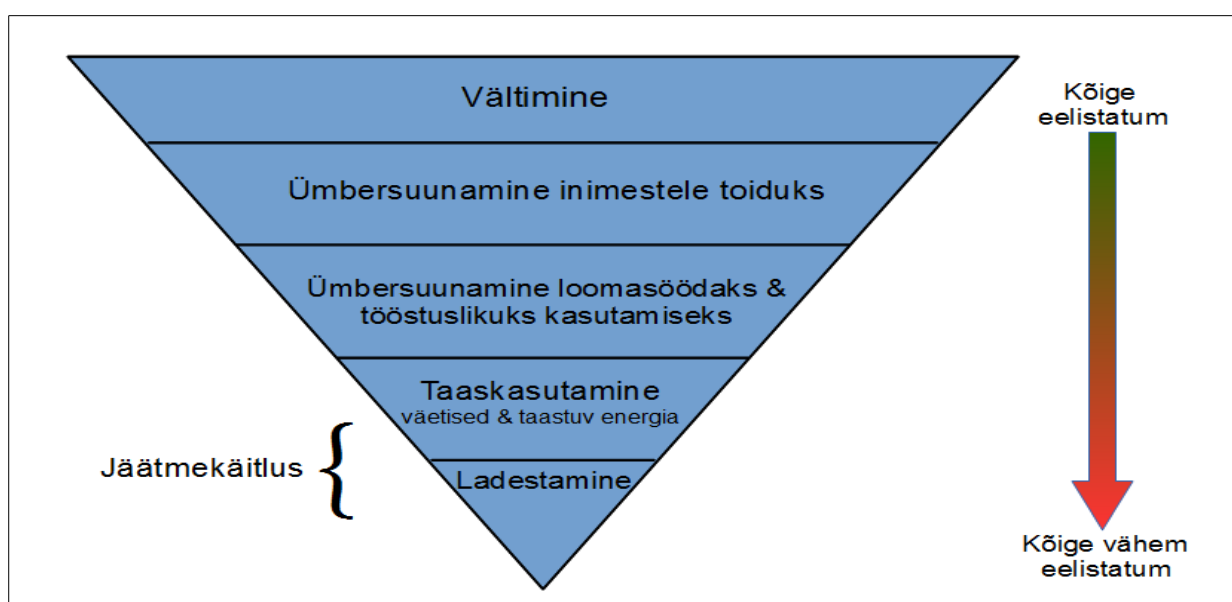 Vältimine
Ümbersuunamine inimestele toiduks
Ümbersuunamine loomasöödaks &
tööstuslikuks kasutamiseks
Taaskasutamine
väetised & taastuv energia
Ladestamine
Jäätmekäitlus
Kõige
eelistatum
Kõige vähem
eelistatum